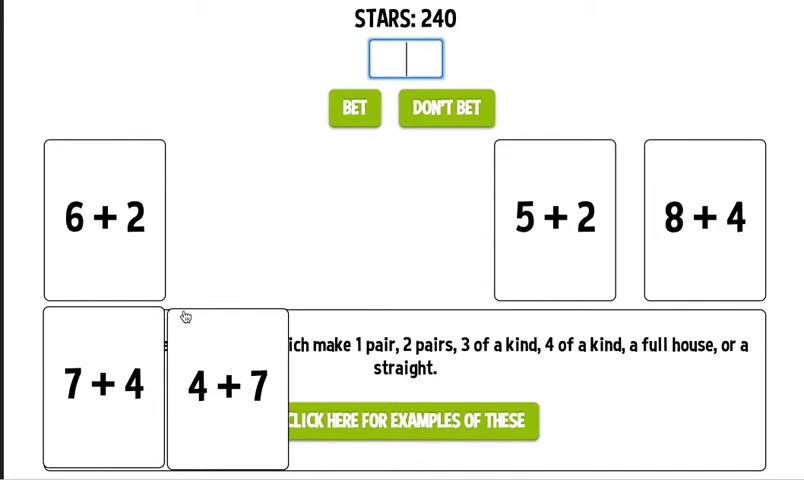 STARS: 240
BET
DON'T BET
6 + 2
5 + 2
8 + 4
make 1 pair, 2 pairs, 3 of a kind, 4 of a kind, a full house, or a
straight.
7 + 4
4 + 7
CLICK HERE FOR EXAMPLES OF THESE